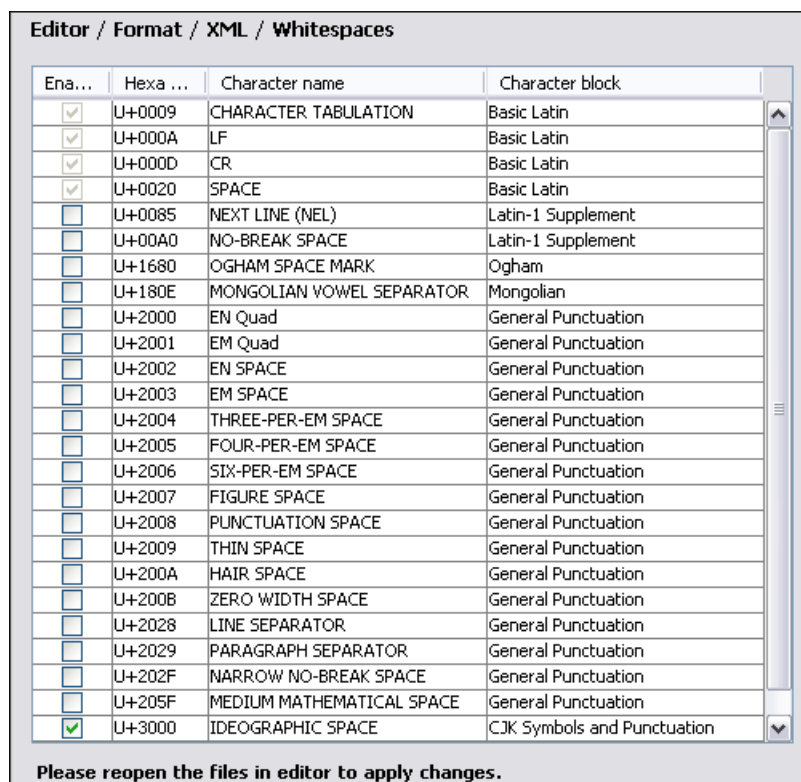 Editor / Format / XML / Whitespaces
Ena... Hexa ... Character name Character block
U+0009 CHARACTER TABULATION Basic Latin
U+000A LF Basic Latin
U+000D CR Basic Latin
U+0020 SPACE Basic Latin
U+0085 NEXT LINE (NEL) Latin-1 Supplement
U+00A0 NO-BREAK SPACE Latin-1 Supplement
U+1680 OGHAM SPACE MARK Ogham
U+180E MONGOLIAN VOWEL SEPARATOR Mongolian
U+2000 EN Quad General Punctuation
U+2001 EM Quad General Punctuation
U+2002 EN SPACE General Punctuation
U+2003 EM SPACE General Punctuation
U+2004 THREE-PER-EM SPACE General Punctuation
U+2005 FOUR-PER-EM SPACE General Punctuation
U+2006 SIX-PER-EM SPACE General Punctuation
U+2007 FIGURE SPACE General Punctuation
U+2008 PUNCTUATION SPACE General Punctuation
U+2009 THIN SPACE General Punctuation
U+200A HAIR SPACE General Punctuation
U+200B ZERO WIDTH SPACE General Punctuation
U+2028 LINE SEPARATOR General Punctuation
U+2029 PARAGRAPH SEPARATOR General Punctuation
U+202F NARROW NO-BREAK SPACE General Punctuation
U+205F MEDIUM MATHEMATICAL SPACE General Punctuation
U+3000 IDEOGRAPHIC SPACE CJK Symbols and Punctuation
Please reopen the files in editor to apply changes.